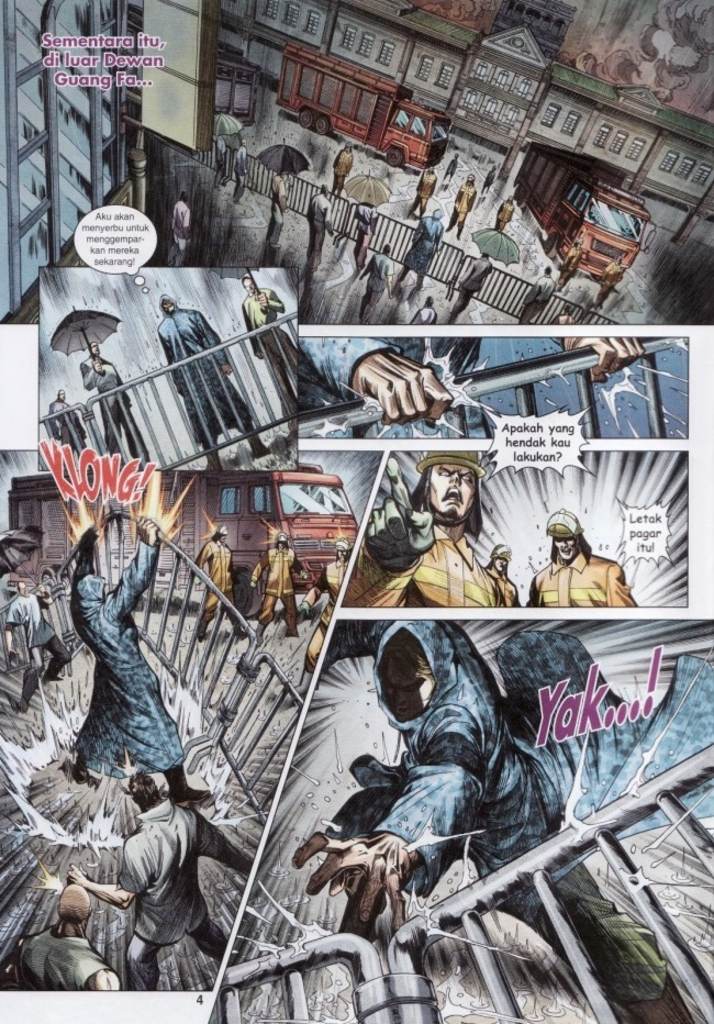 Sementara itu,
di luar Dewan
Guang Fa...
Aku akan
menyerbu untuk
menggempar-
kan mereka
sekarang!
Apakah yang
hendak kau
lakukan?
KLONG!
Letak
pagar
itu!
Yak....!
4